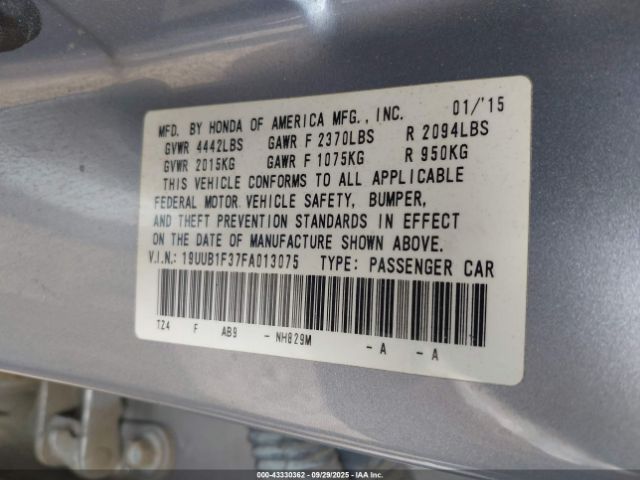 MFD. BY HONDA OF AMERICA MFG., INC. 01/'15
GVWR 4442LBS GAWR F 2370LBS R 2094LBS
GVWR 2015KG GAWR F 1075KG R 950KG
THIS VEHICLE CONFORMS TO ALL APPLICABLE
FEDERAL MOTOR VEHICLE SAFETY, BUMPER,
AND THEFT PREVENTION STANDARDS IN EFFECT
ON THE DATE OF MANUFACTURE SHOWN ABOVE.
V.I.N.: 19UUB1F37FA013075 TYPE: PASSENGER CAR
T24 F AB9 - NH829M - A - A
000-43330362 - 09/29/2025 - IAA Inc.